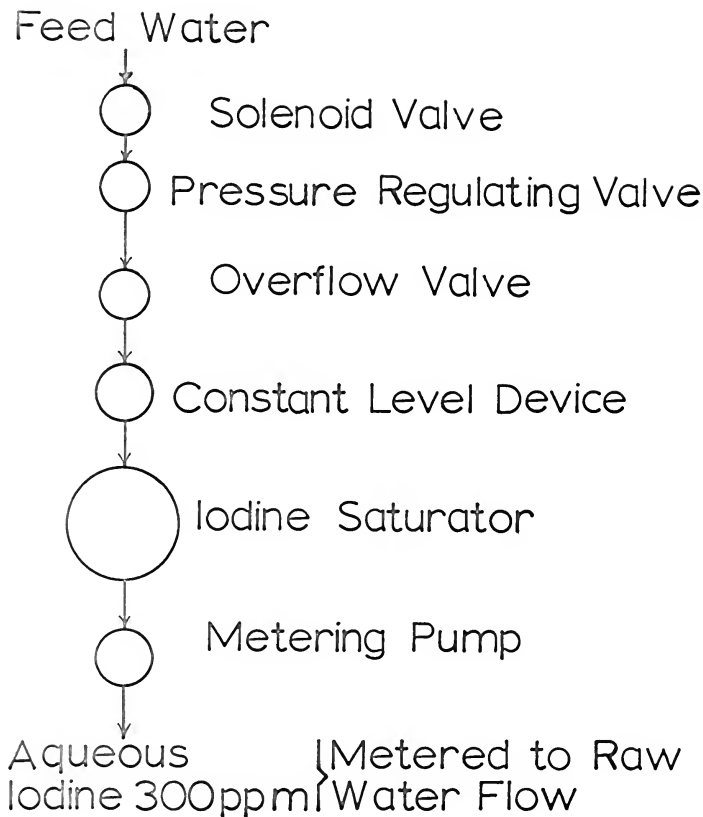 Feed Water
Solenoid Valve
Pressure Regulating Valve
Overflow Valve
Constant Level Device
Iodine Saturator
Metering Pump
Aqueous
Iodine 300ppm
Metered to Raw
Water Flow